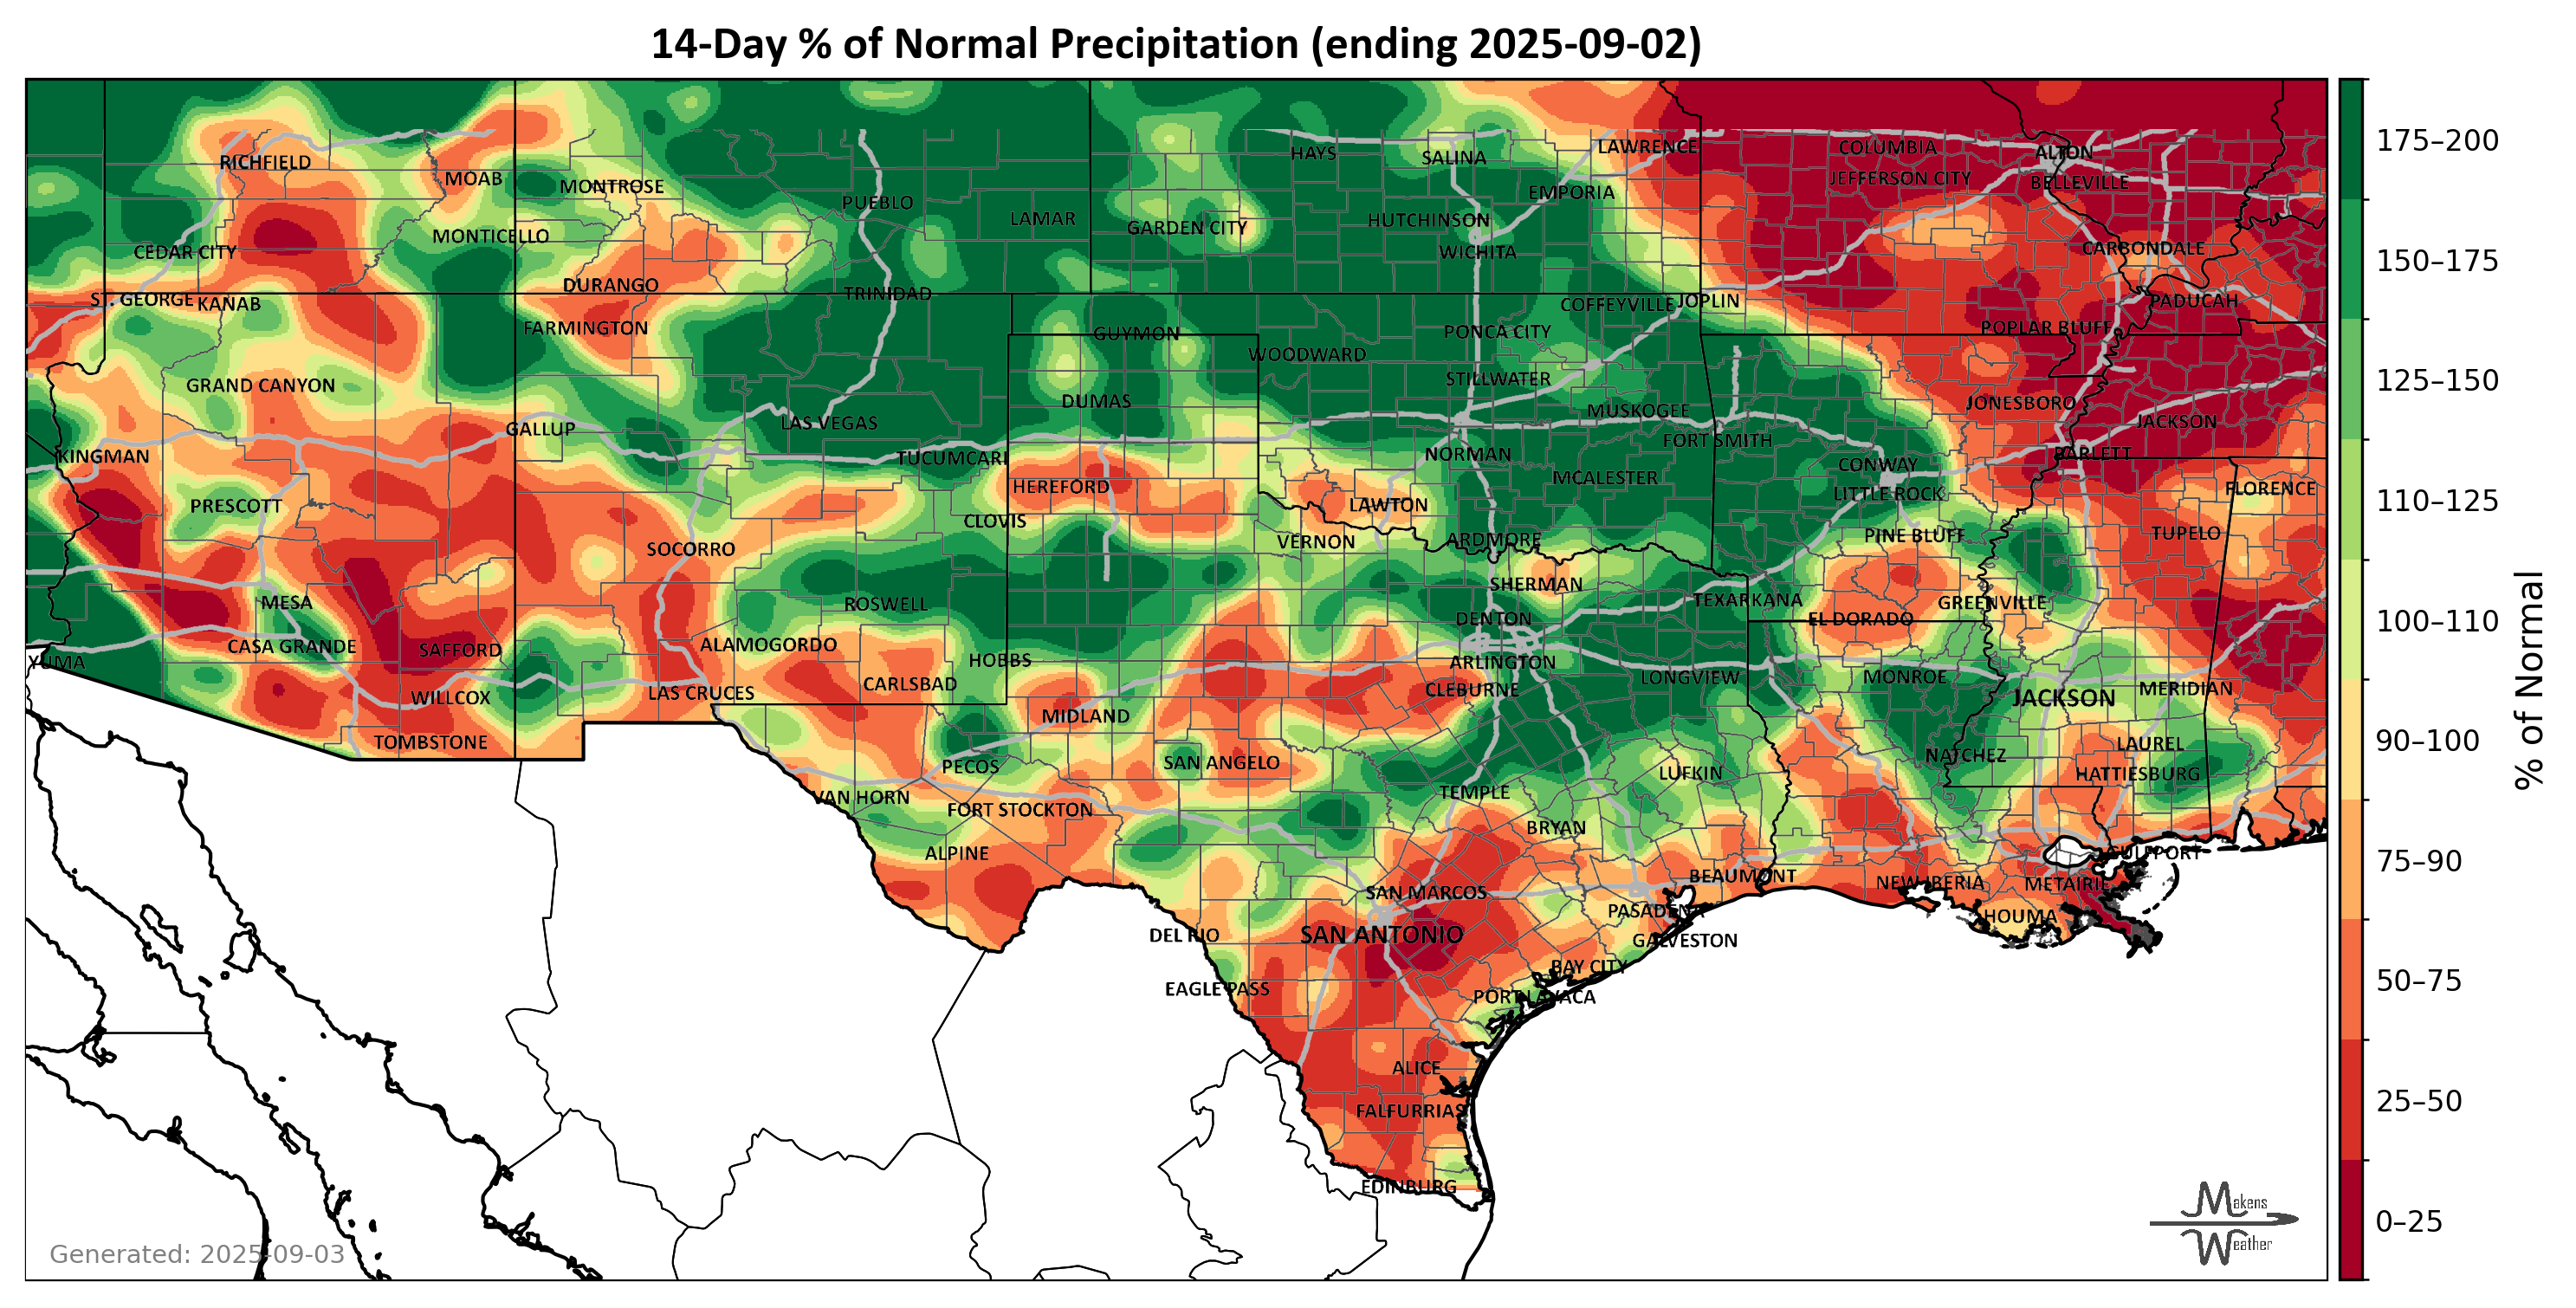 14-Day % of Normal Precipitation (ending 2025-09-02)
HAYS
SALINA
LAWRENCE
COLUMBIA
ALTON
RICHFIELD
MOAB
MONTROSE
PUEBLO
LAMAR
EMPORIA
JEFFERSON CITY
BELLEVILLE
CEDAR CITY
MONTICELLO
GARDEN CITY
HUTCHINSON
WICHITA
CARBONDALE
ST. GEORGE
KANAB
DURANGO
TRINIDAD
COFFEYVILLE
JOPLIN
PADUCAH
FARMINGTON
GUYMON
PONCA CITY
POPLAR BLUFF
WOODWARD
GRAND CANYON
DUMAS
STILLWATER
MUSKOGEE
JONESBORO
JACKSON
GALLUP
LAS VEGAS
FORT SMITH
KINGMAN
TUCUMCARI
NORMAN
CONWAY
BARLETT
HEREFORD
MCALESTER
LITTLE ROCK
FLORENCE
PRESCOTT
LAWTON
CLOVIS
VERNON
ARDMORE
PINE BLUFF
TUPELO
SOCORRO
SHERMAN
MESA
ROSWELL
DENTON
TEXARKANA
EL DORADO
GREENVILLE
CASA GRANDE
SAFFORD
ALAMOGORDO
HOBBS
ARLINGTON
YUMA
WILLCOX
LAS CRUCES
CARLSBAD
CLEBURNE
LONGVIEW
MONROE
JACKSON
MERIDIAN
MIDLAND
TOMBSTONE
PECOS
SAN ANGELO
LUFKIN
NATCHEZ
LAUREL
HATTIESBURG
VAN HORN
FORT STOCKTON
TEMPLE
BRYAN
ALPINE
GULFPORT
SAN MARCOS
BEAUMONT
NEW IBERIA
METAIRIE
DEL RIO
SAN ANTONIO
PASADENA
GALVESTON
HOUMA
EAGLE PASS
BAY CITY
PORT LAVACA
ALICE
FALFURRIAS
EDINBURG
Generated: 2025-09-03
Makens
Weather
175–200
150–175
125–150
110–125
100–110
90–100
75–90
50–75
25–50
0–25
% of Normal